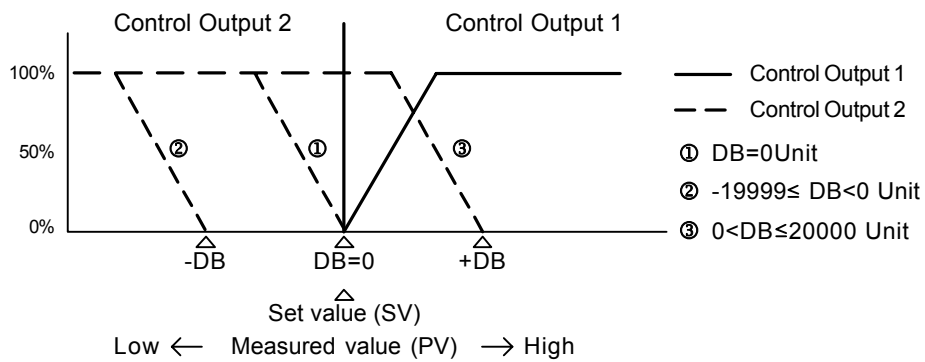 Control Output 2
Control Output 1
100%
50%
0%
②
①
③
-DB
DB=0
+DB
Set value (SV)
Low ← Measured value (PV) → High
Control Output 1
Control Output 2
① DB=0Unit
② -19999≤ DB<0 Unit
③ 0<DB≤20000 Unit